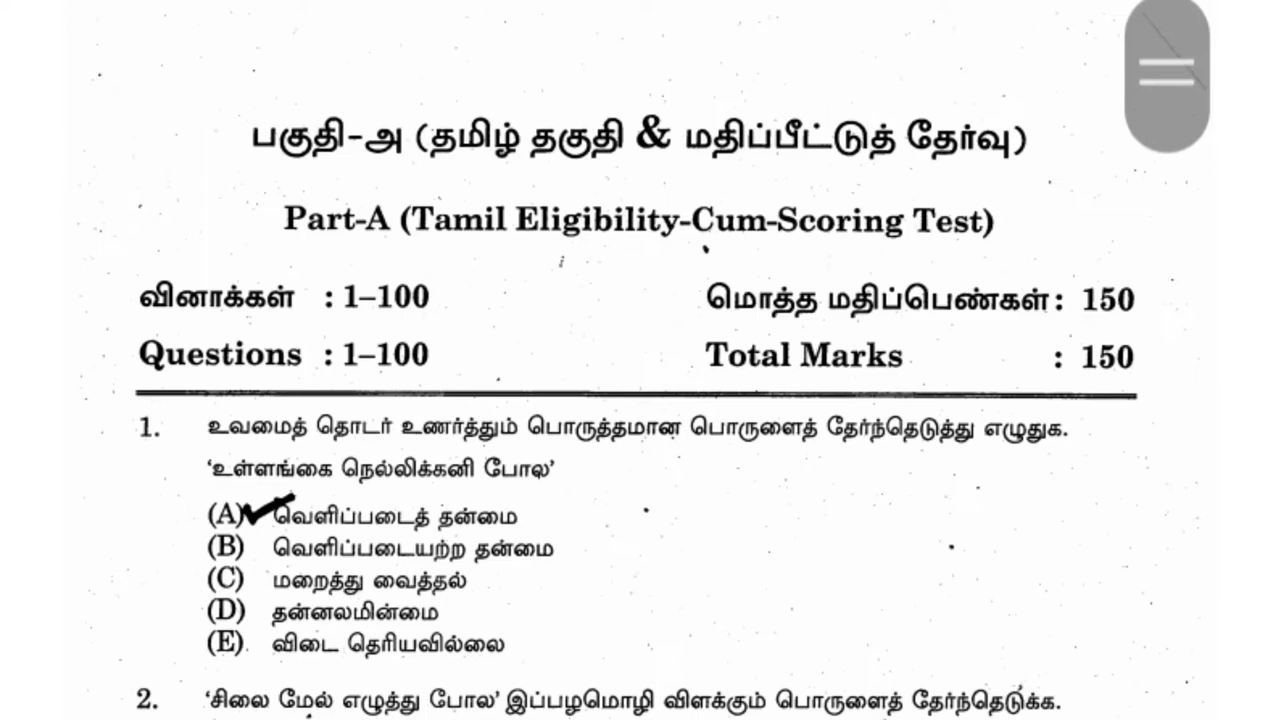 பகுதி-அ (தமிழ் தகுதி & மதிப்பீட்டுத் தேர்வு)
Part-A (Tamil Eligibility-Cum-Scoring Test)
வினாக்கள் : 1–100 மொத்த மதிப்பெண்கள் : 150
Questions : 1–100 Total Marks : 150
1. உவமைத் தொடர் உணர்த்தும் பொருத்தமான பொருளைத் தேர்ந்தெடுத்து எழுதுக.
‘உள்ளங்கை நெல்லிக்கனி போல’
(A) வெளிப்படைத் தன்மை
(B) வெளிப்படையற்ற தன்மை
(C) மறைத்து வைத்தல்
(D) தன்னலமின்மை
(E) விடை தெரியவில்லை
2. ‘சிலை மேல் எழுத்து போல’ இப்பழமொழி விளக்கும் பொருளைத் தேர்ந்தெடுக்க.